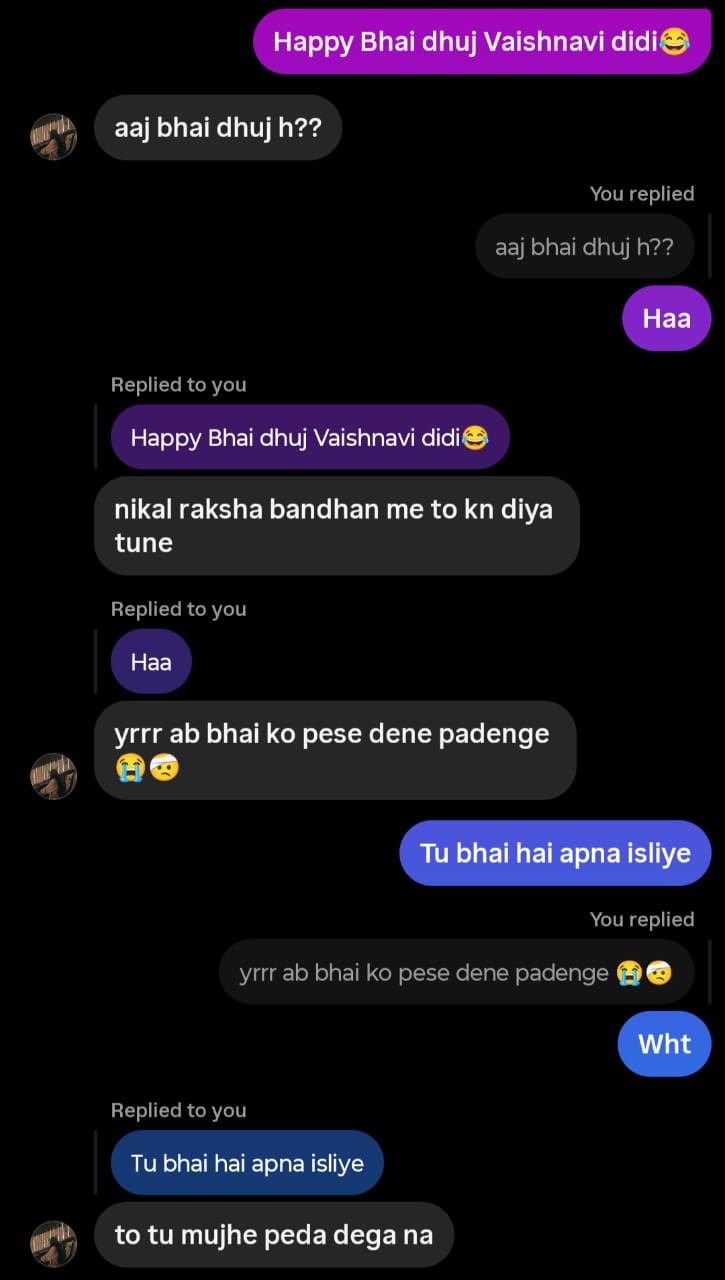 Happy Bhai dhuj Vaishnavi didi😂
aaj bhai dhuj h??
You replied
aaj bhai dhuj h??
Haa
Replied to you
Happy Bhai dhuj Vaishnavi didi😂
nikal raksha bandhan me to kn diya
tune
Replied to you
Haa
yrrr ab bhai ko pese dene padenge
😭🤕
Tu bhai hai apna isliye
You replied
yrrr ab bhai ko pese dene padenge 😭🤕
Wht
Replied to you
Tu bhai hai apna isliye
to tu mujhe peda dega na